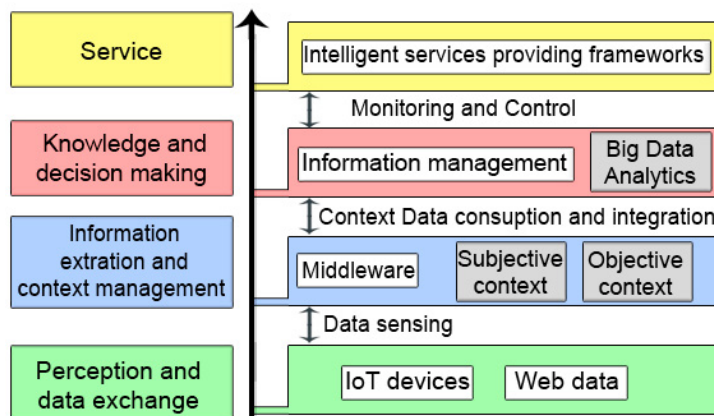 Service
Intelligent services providing frameworks
Monitoring and Control
Knowledge and
decision making
Information management
Big Data
Analytics
Context Data consuption and integration
Information
extration and
context management
Middleware
Subjective
context
Objective
context
Data sensing
Perception and
data exchange
IoT devices
Web data